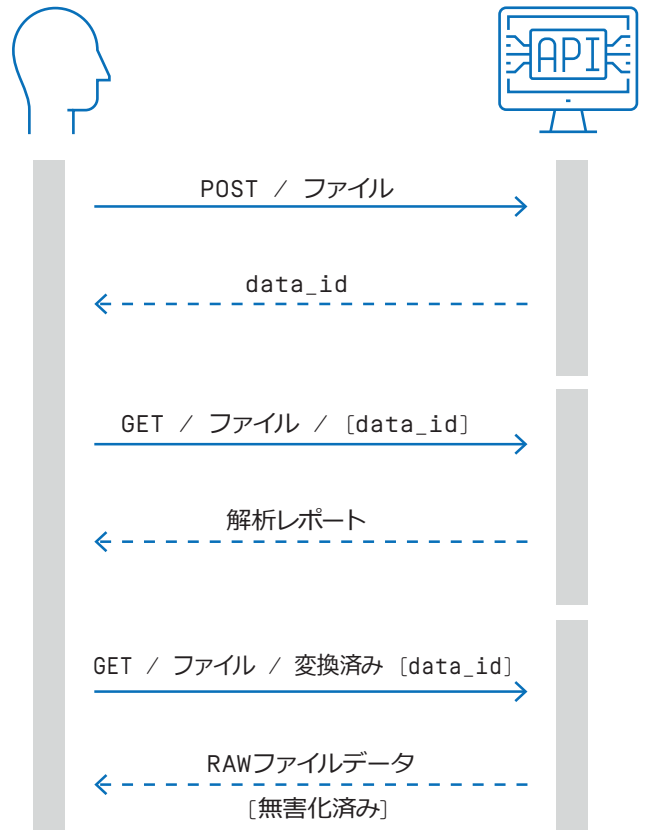 API
POST / ファイル
data_id
GET / ファイル / [data_id]
解析レポート
GET / ファイル / 変換済み [data_id]
RAWファイルデータ
[無害化済み]